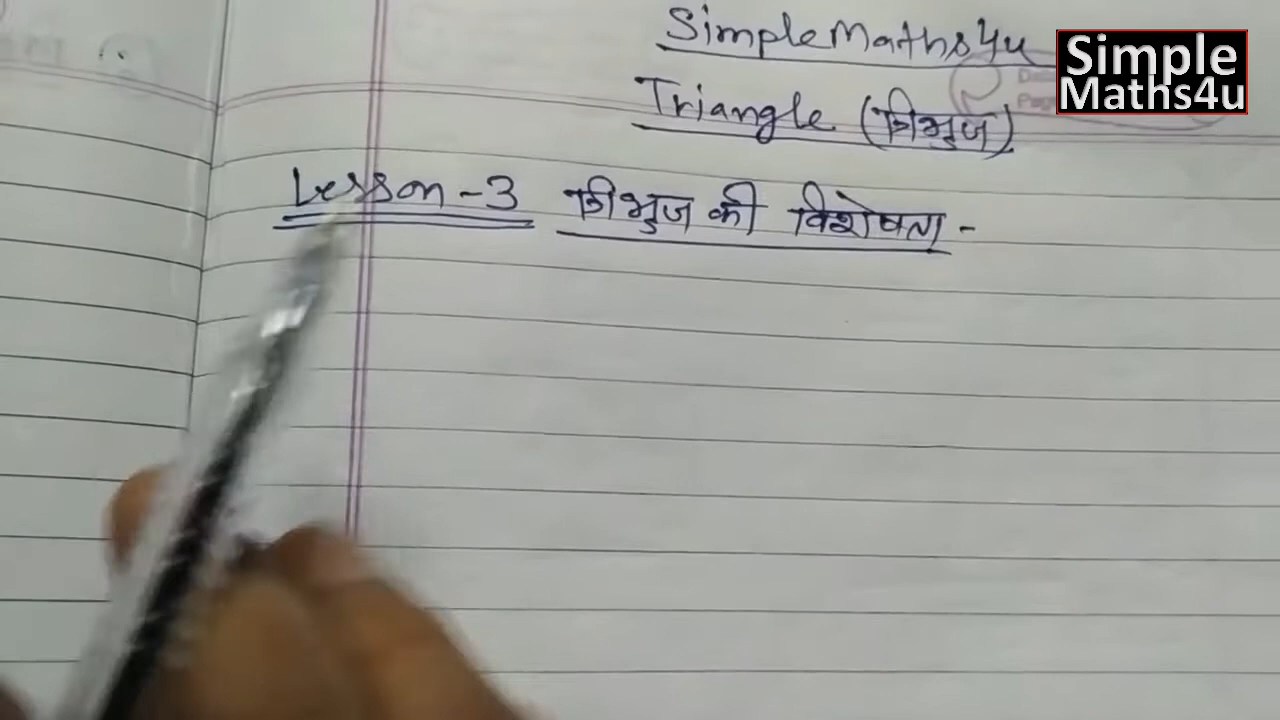 SimpleMaths4u
Simple
Maths4u
Triangle (त्रिभुज)
Lesson-3 त्रीभुज की विशेषता -